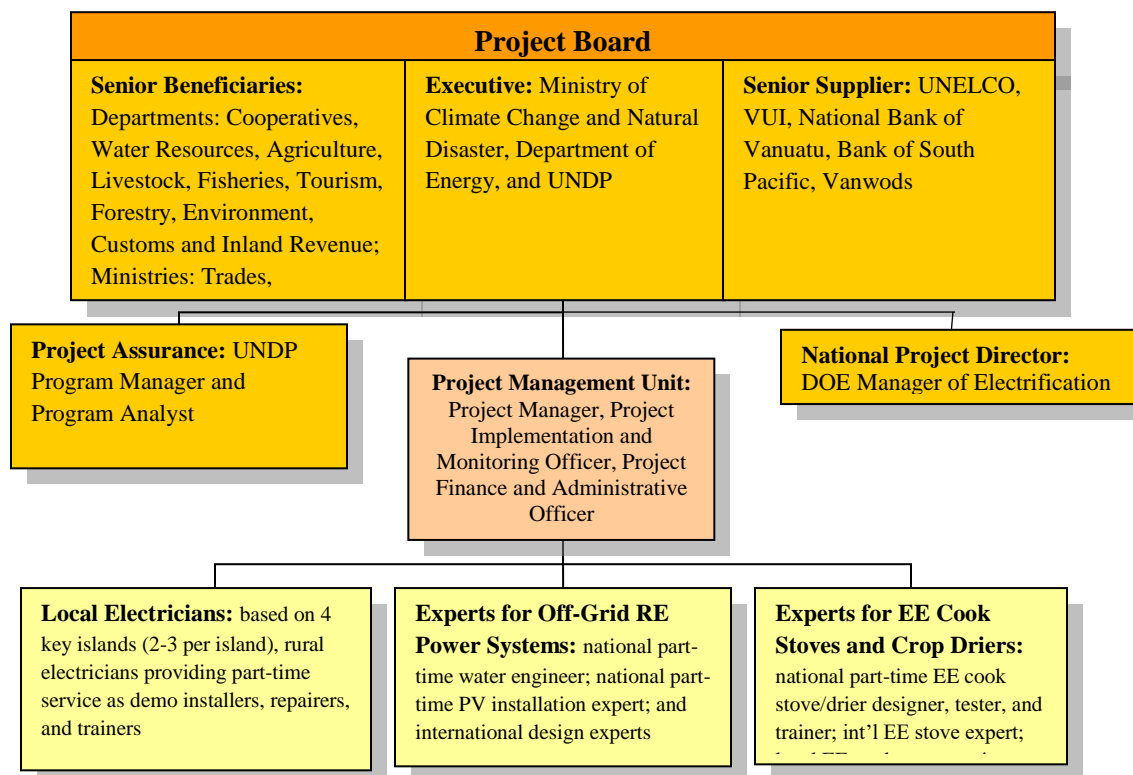 Project Board
Senior Beneficiaries:
Departments: Cooperatives,
Water Resources, Agriculture,
Livestock, Fisheries, Tourism,
Forestry, Environment,
Customs and Inland Revenue;
Ministries: Trades,
Executive: Ministry of
Climate Change and Natural
Disaster, Department of
Energy, and UNDP
Senior Supplier: UNELCO,
VUI, National Bank of
Vanuatu, Bank of South
Pacific, Vanwods
Project Assurance: UNDP
Program Manager and
Program Analyst
Project Management Unit:
Project Manager, Project
Implementation and
Monitoring Officer, Project
Finance and Administrative
Officer
National Project Director:
DOE Manager of Electrification
Local Electricians: based on 4
key islands (2-3 per island), rural
electricians providing part-time
service as demo installers, repairers,
and trainers
Experts for Off-Grid RE
Power Systems: national part-
time water engineer; national part-
time PV installation expert; and
international design experts
Experts for EE Cook
Stoves and Crop Driers:
national part-time EE cook
stove/drier designer, tester, and
trainer; int’l EE stove expert;